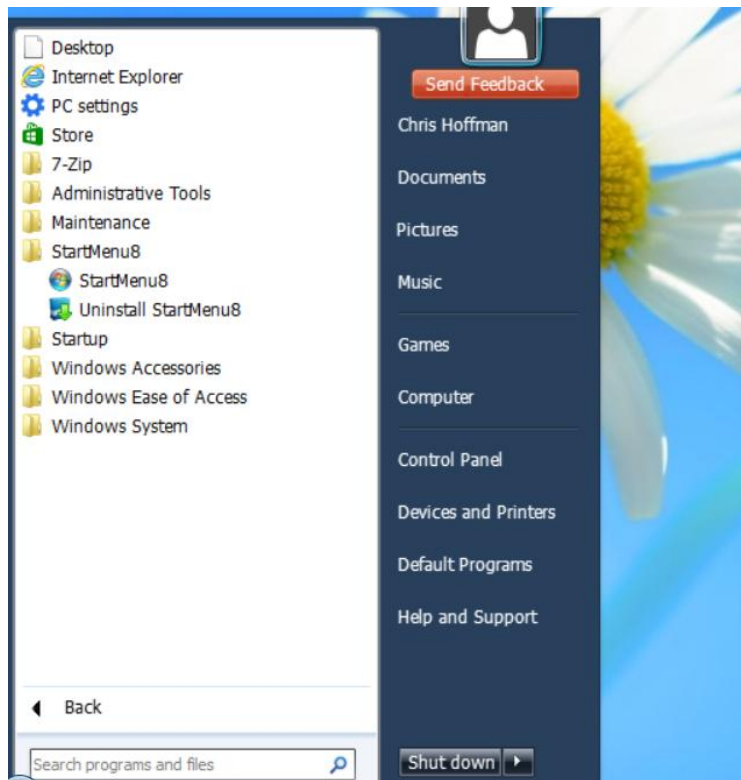 Desktop
Internet Explorer
PC settings
Store
7-Zip
Administrative Tools
Maintenance
StartMenu8
StartMenu8
Uninstall StartMenu8
Startup
Windows Accessories
Windows Ease of Access
Windows System
Back
Search programs and files
Send Feedback
Chris Hoffman
Documents
Pictures
Music
Games
Computer
Control Panel
Devices and Printers
Default Programs
Help and Support
Shut down